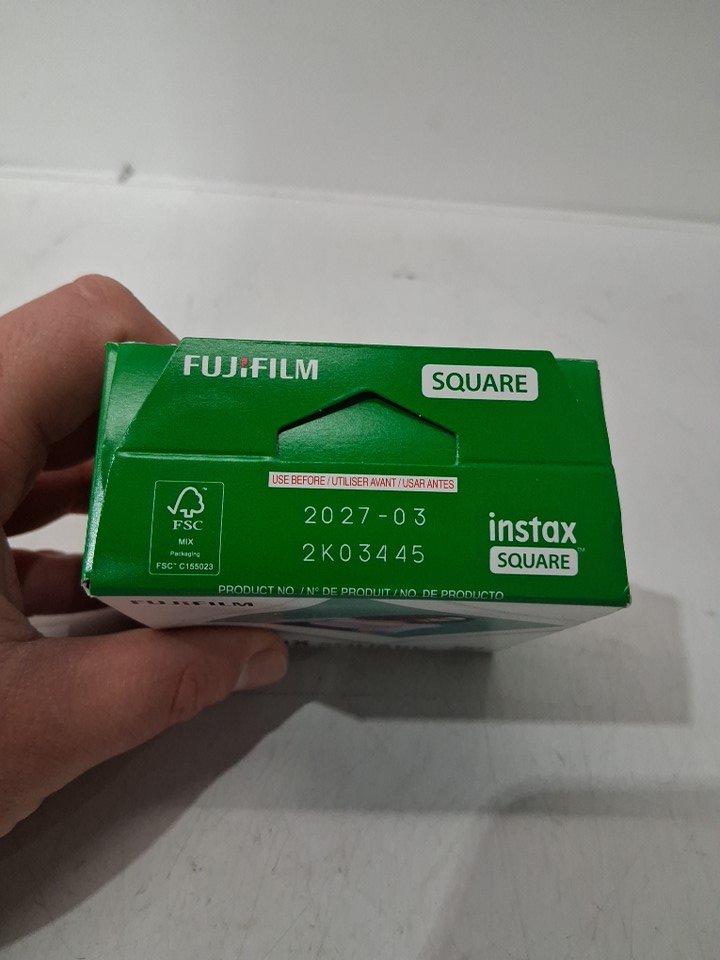 FUJIFILM
SQUARE
USE BEFORE / UTILISER AVANT / USAR ANTES
2027-03
2K03445
FSC
MIX
Packaging
FSC™ C155023
instax™
SQUARE
PRODUCT NO. / N° DE PRODUIT / NO. DE PRODUCTO
FUJIFILM